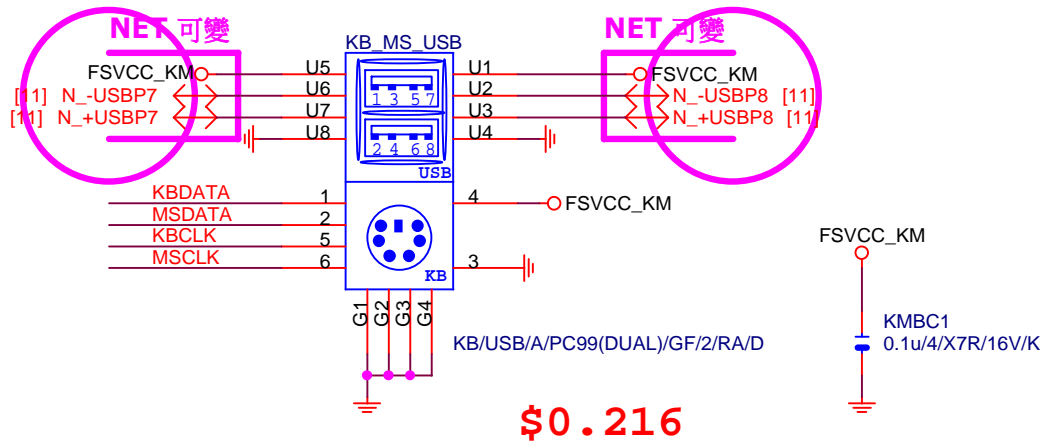 NET 可變
NET 可變
KB_MS_USB
FSVCC_KM
U5
U1
FSVCC_KM
[11] N_-USBP7
U6
U2
N_-USBP8 [11]
[11] N_+USBP7
U7
U3
N_+USBP8 [11]
U8
U4
1 3 5 7
2 4 6 8
USB
KBDATA
1
4
FSVCC_KM
MSDATA
2
KBCLK
5
MSCLK
6
3
KB
FSVCC_KM
G1
G2
G3
G4
KB/USB/A/PC99(DUAL)/GF/2/RA/D
KMBC1
0.1u/4/X7R/16V/K
$0.216